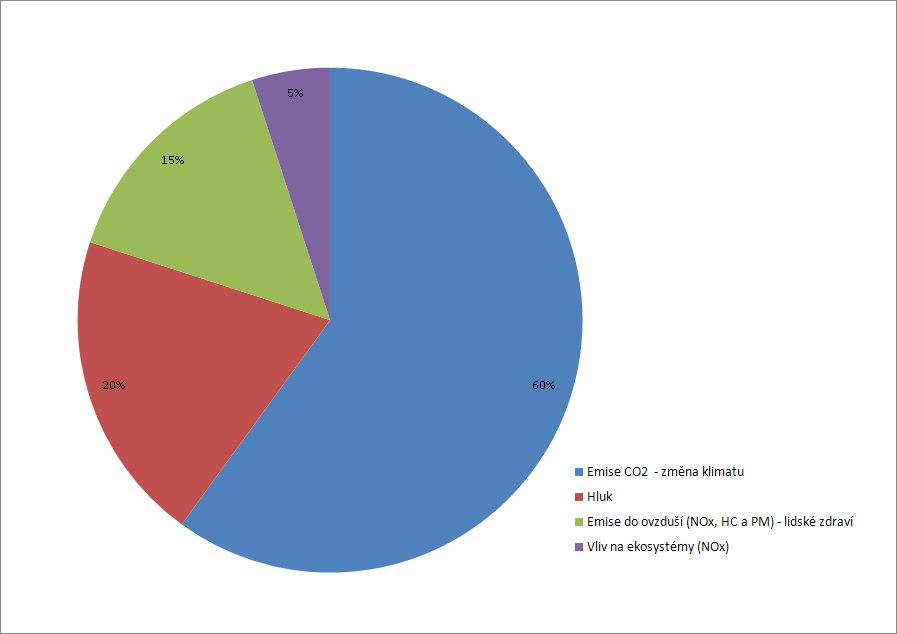 5%
15%
20%
60%
Emise CO2  - změna klimatu
Hluk
Emise do ovzduší (NOx, HC a PM) - lidské zdraví
Vliv na ekosystémy (NOx)